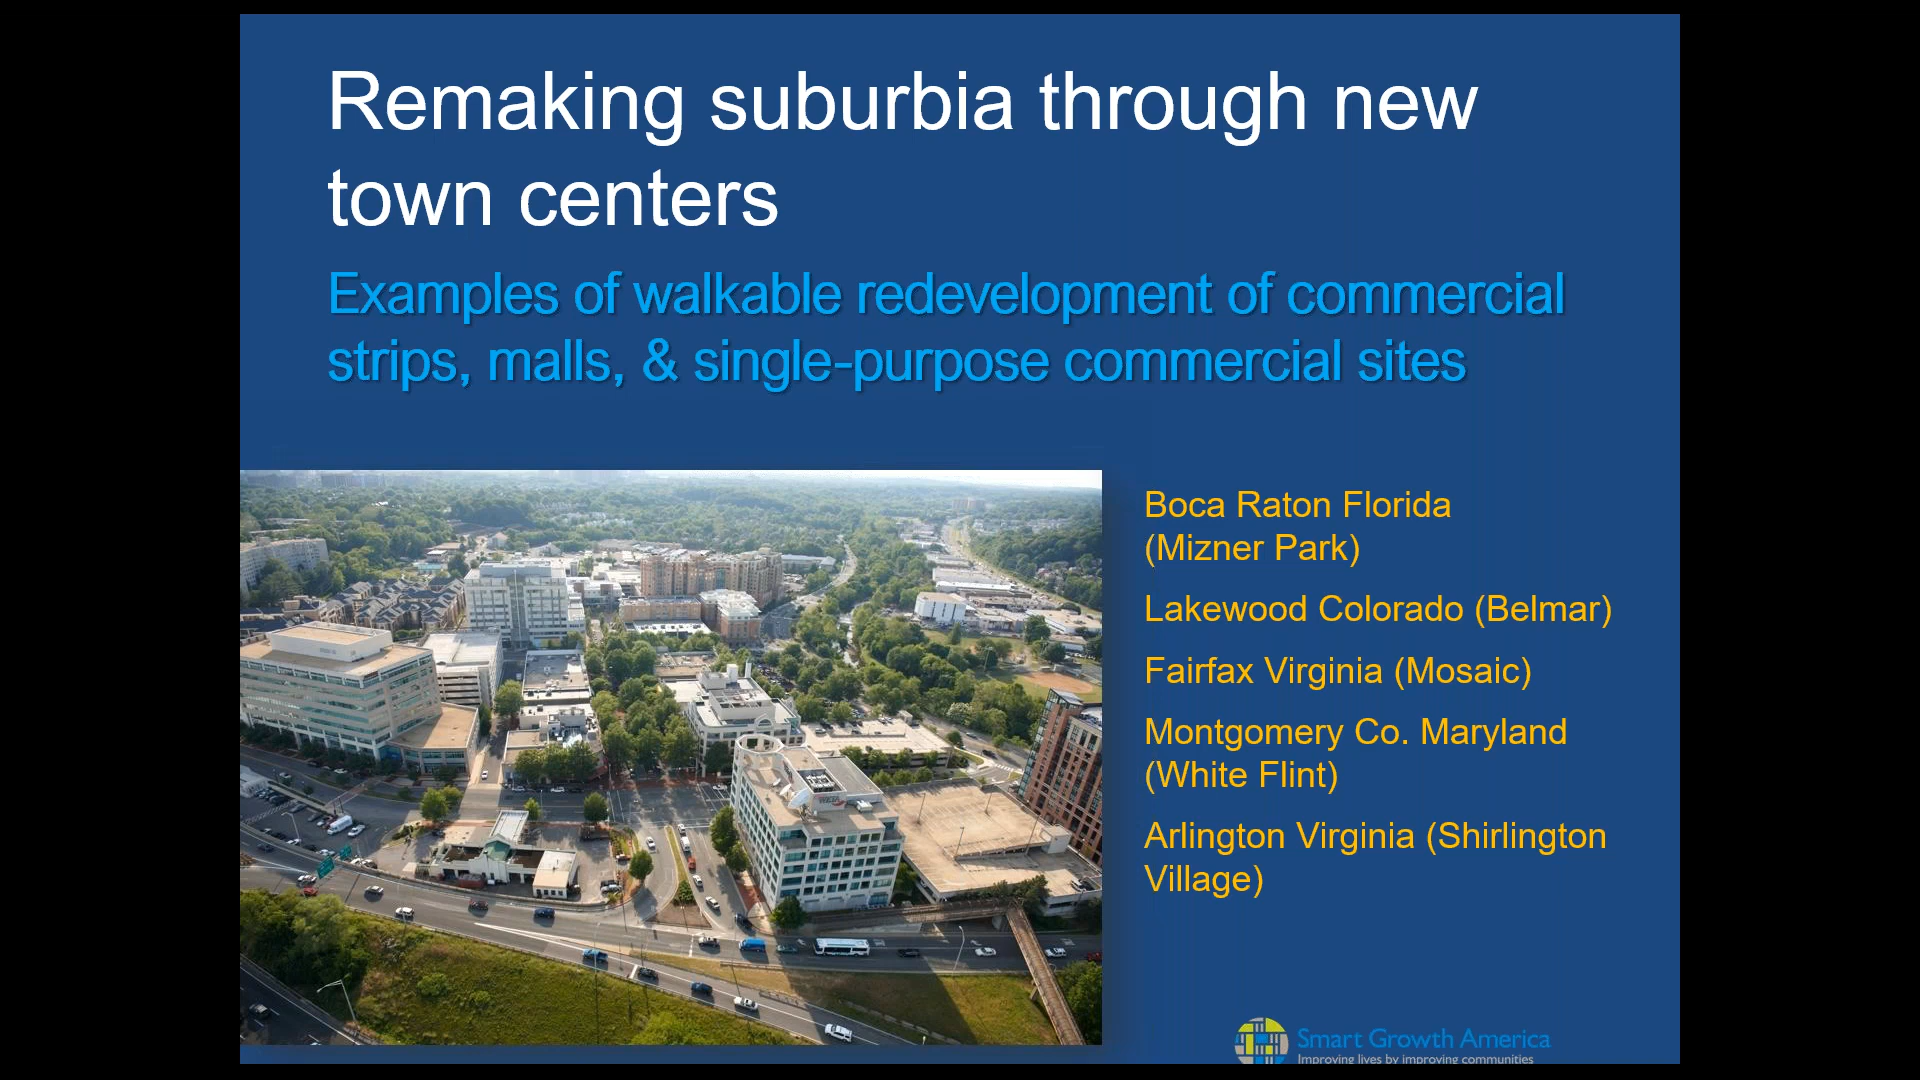 Remaking suburbia through new
town centers
Examples of walkable redevelopment of commercial
strips, malls, & single-purpose commercial sites
Boca Raton Florida
(Mizner Park)
Lakewood Colorado (Belmar)
Fairfax Virginia (Mosaic)
Montgomery Co. Maryland
(White Flint)
Arlington Virginia (Shirlington
Village)
WETA
Smart Growth America
Improving lives by improving communities